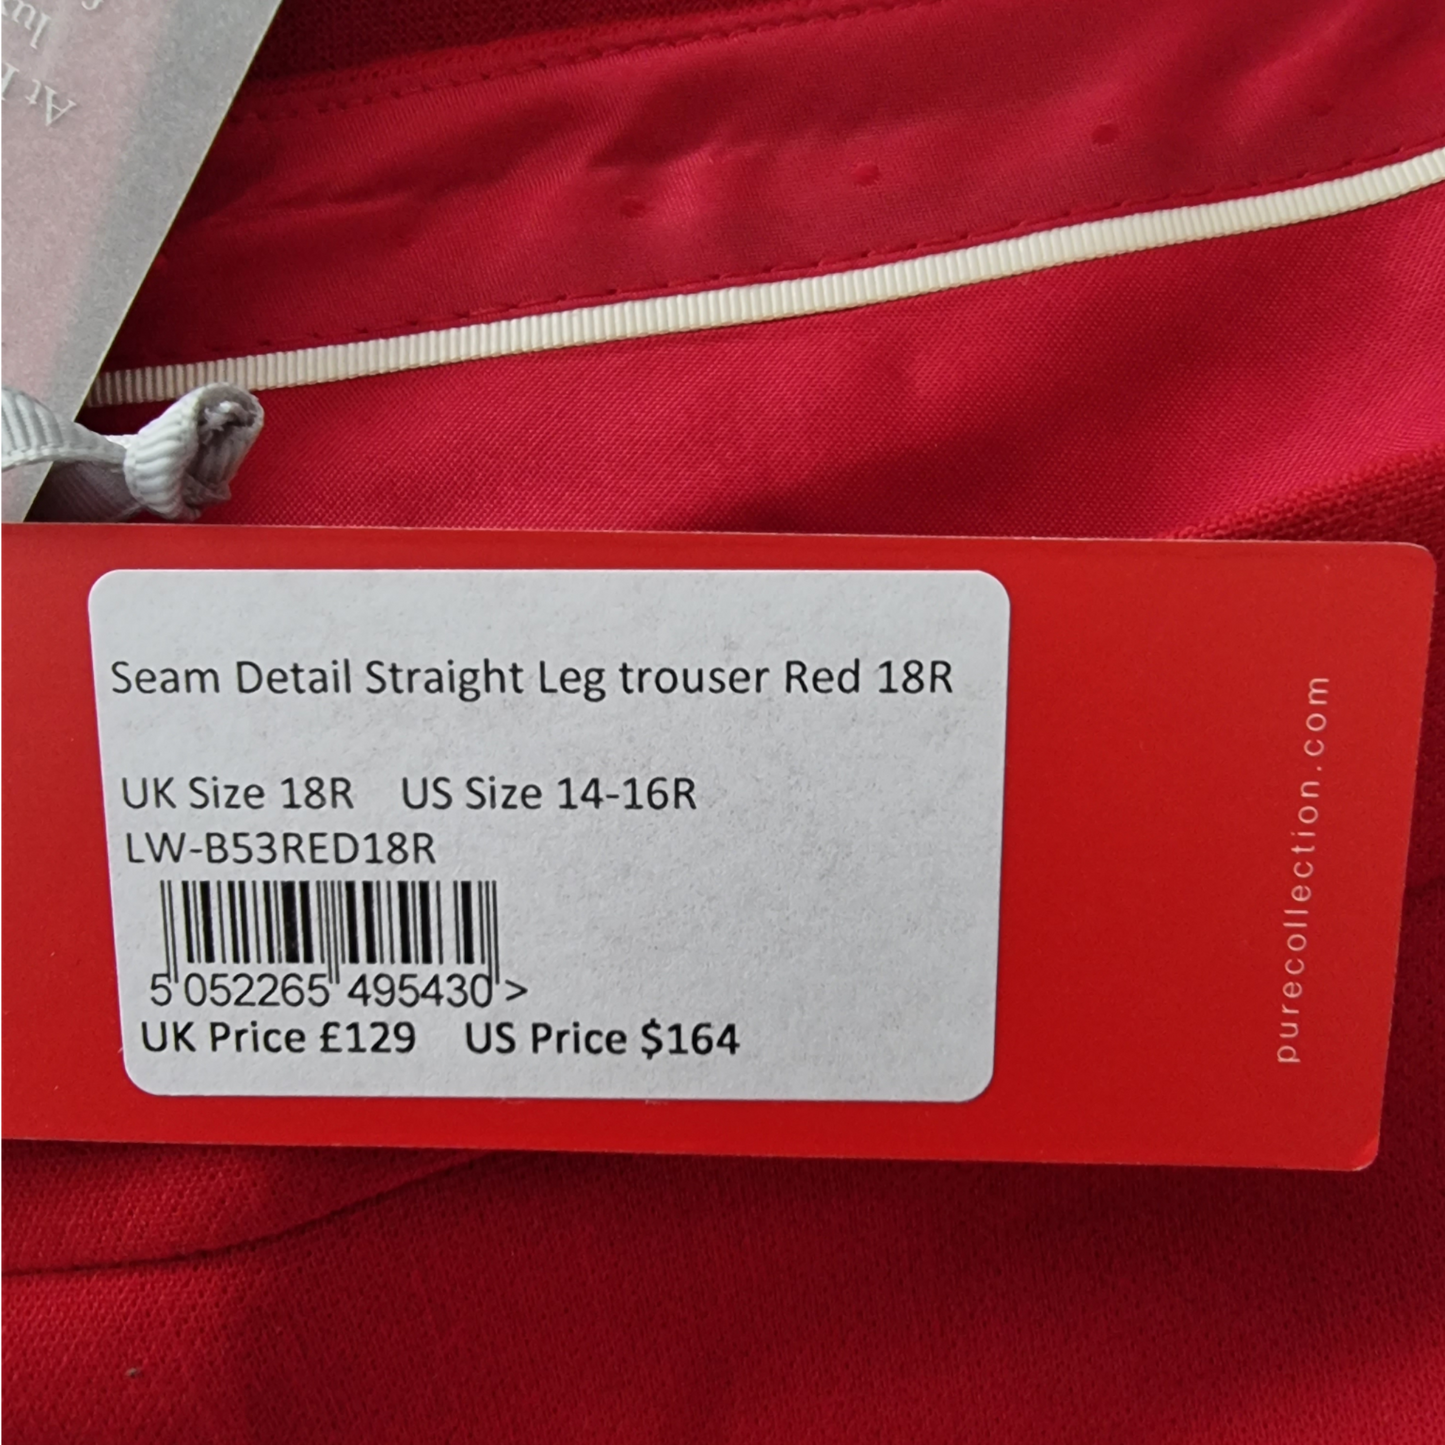 At
Seam Detail Straight Leg trouser Red 18R
UK Size 18R US Size 14-16R
LW-B53RED18R
5 052265 495430 >
UK Price £129 US Price $164
purecollection.com